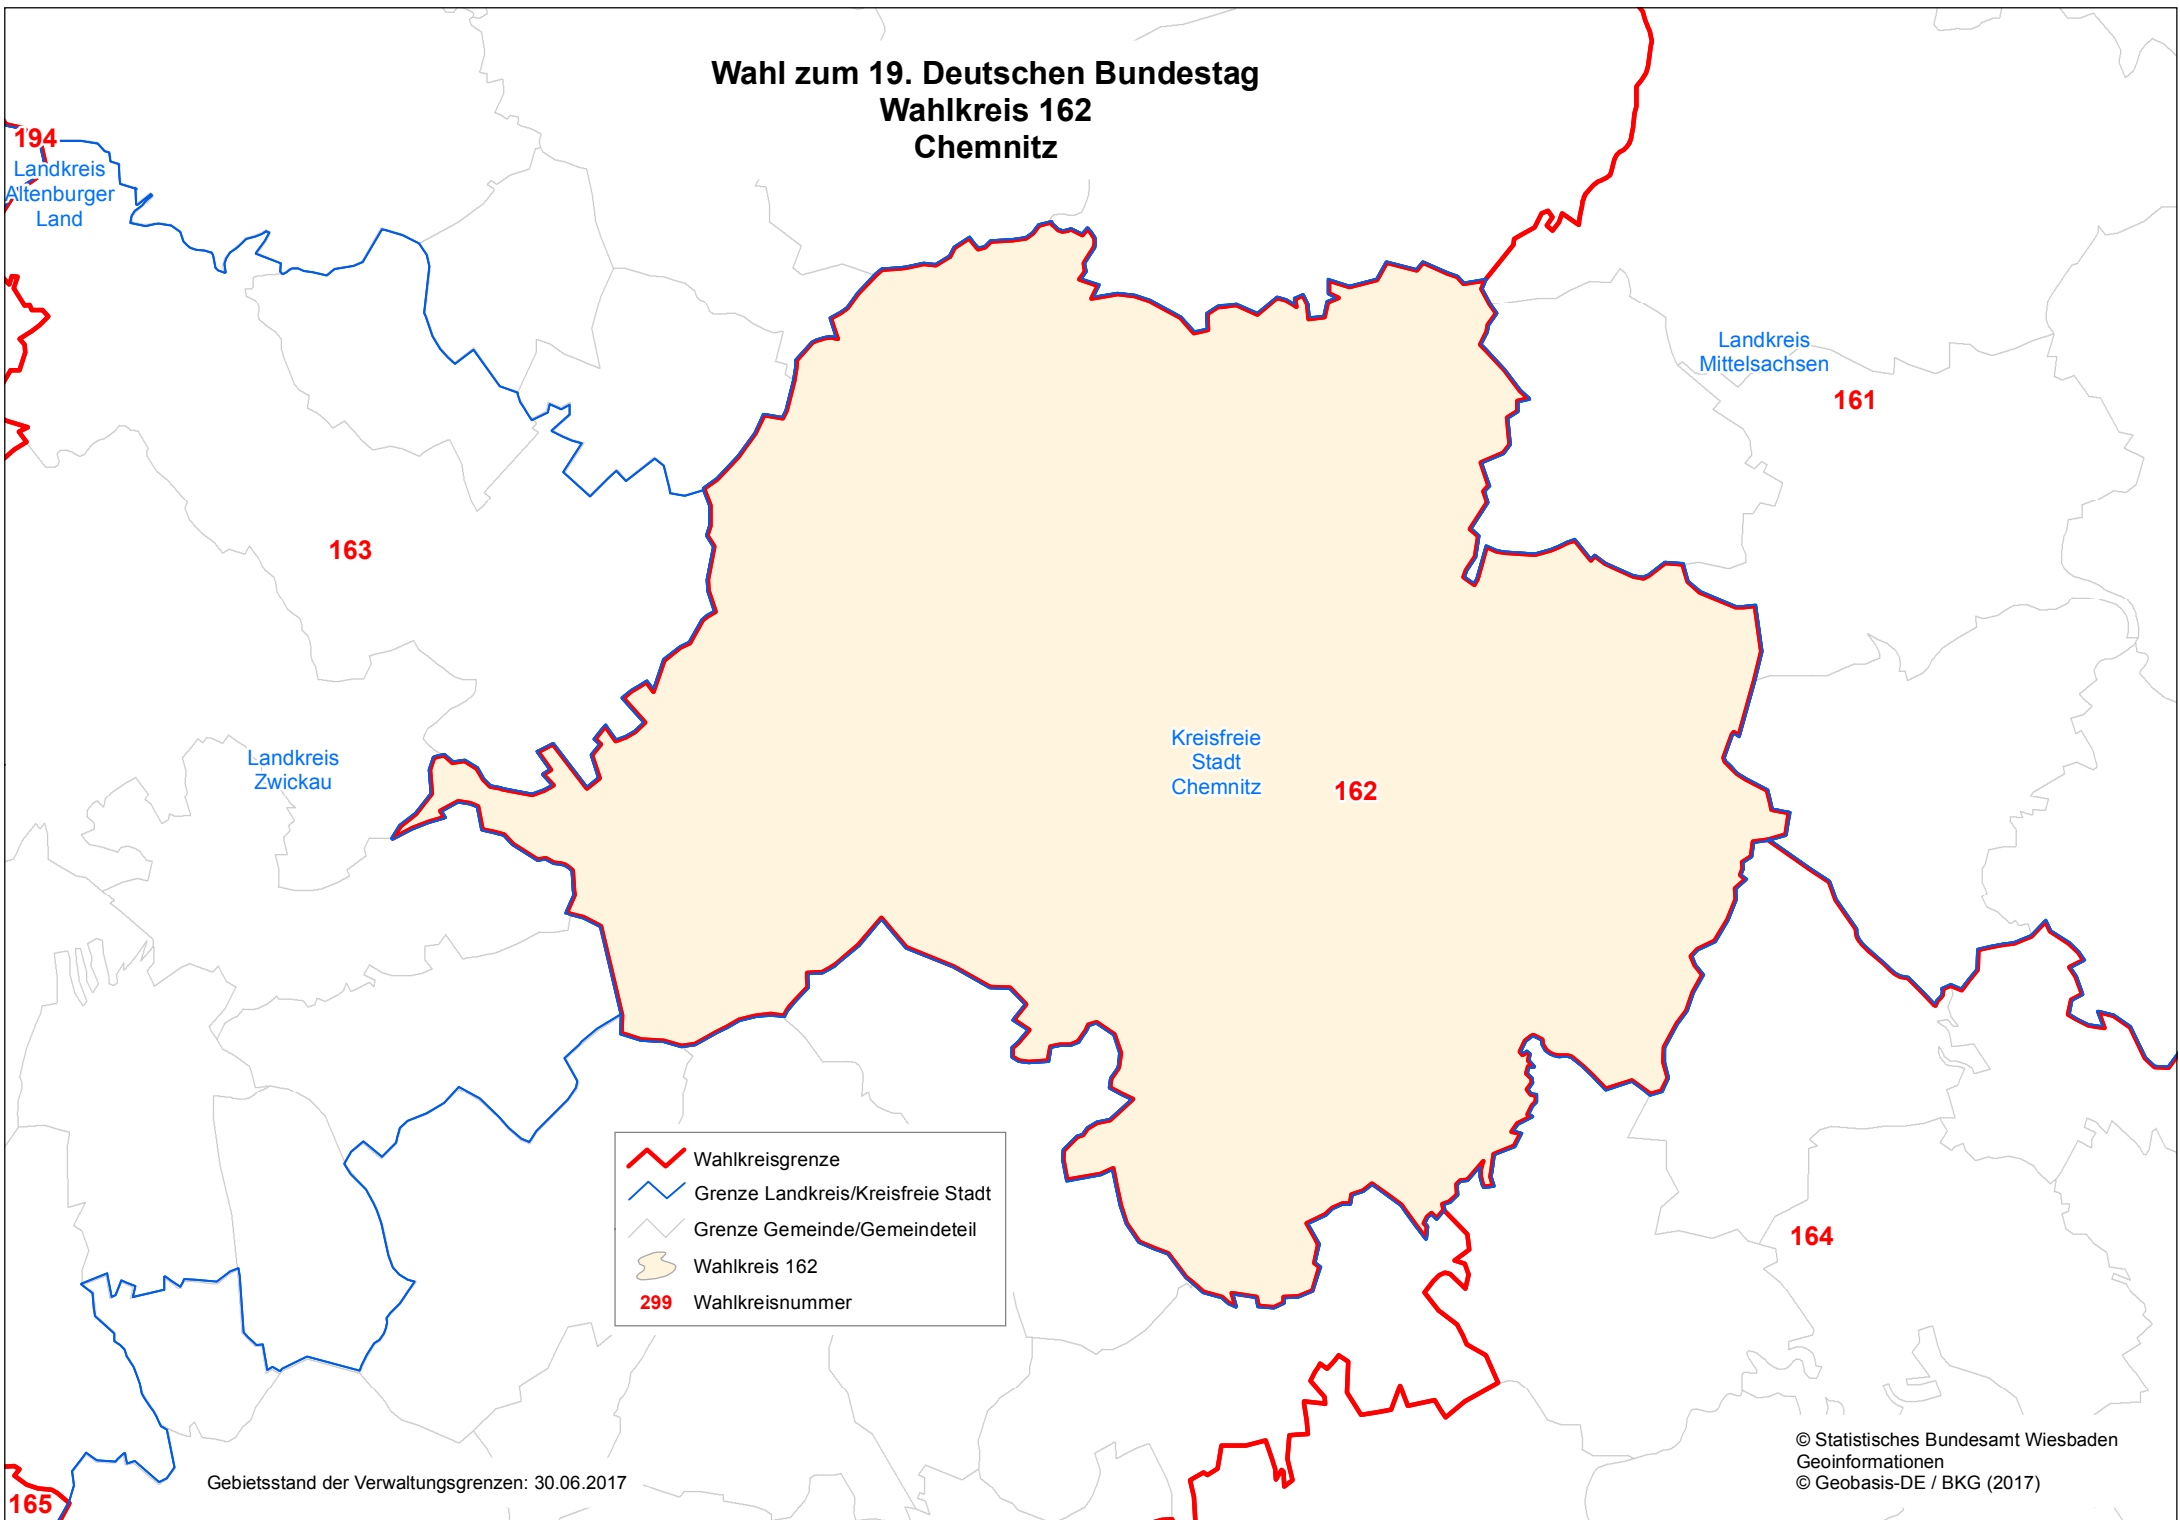 Wahl zum 19. Deutschen Bundestag
Wahlkreis 162
Chemnitz
194
Landkreis
Altenburger
Land
Landkreis
Mittelsachsen
161
163
Landkreis
Zwickau
Kreisfreie
Stadt
Chemnitz
162
Wahlkreisgrenze
Grenze Landkreis/Kreisfreie Stadt
Grenze Gemeinde/Gemeindeteil
Wahlkreis 162
299 Wahlkreisnummer
164
165
Gebietsstand der Verwaltungsgrenzen: 30.06.2017
© Statistisches Bundesamt Wiesbaden
Geoinformationen
© Geobasis-DE / BKG (2017)